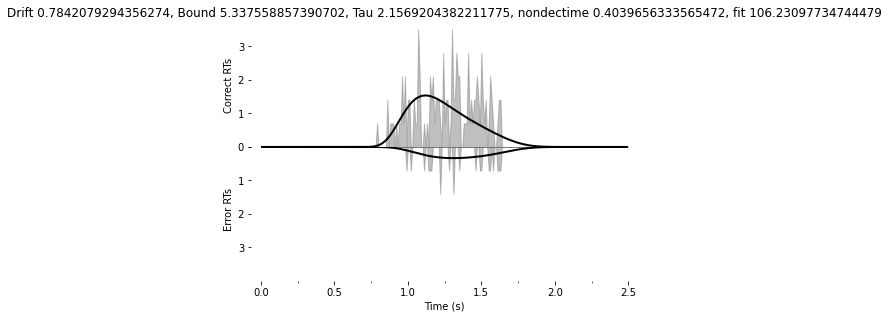 Drift 0.7842079294356274, Bound 5.337558857390702, Tau 2.1569204382211775, nondectime 0.4039656333565472, fit 106.23097734744479
3
2
1
0
1
2
3
Correct RTs
Error RTs
0.0 0.5 1.0 1.5 2.0 2.5
Time (s)